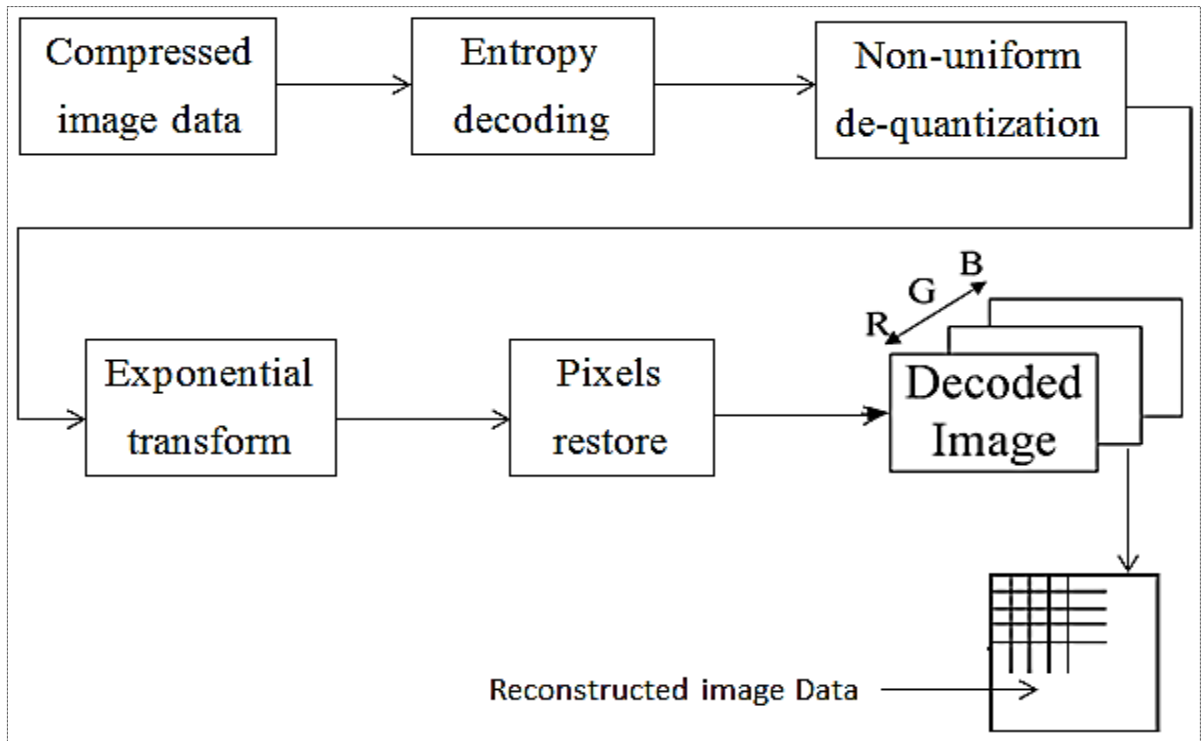 Compressed
image data
Entropy
decoding
Non-uniform
de-quantization
Exponential
transform
Pixels
restore
R
G
B
Decoded
Image
Reconstructed image Data